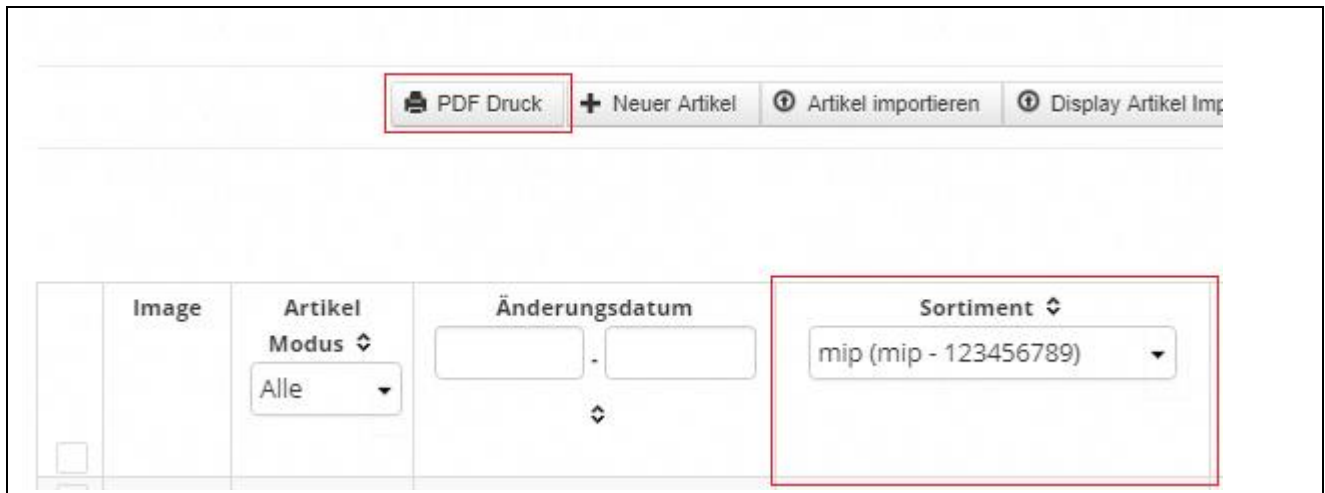 PDF Druck + Neuer Artikel Artikel importieren Display Artikel Imp
Image Artikel Änderungsdatum Sortiment
Modus
- mip (mip - 123456789)
Alle